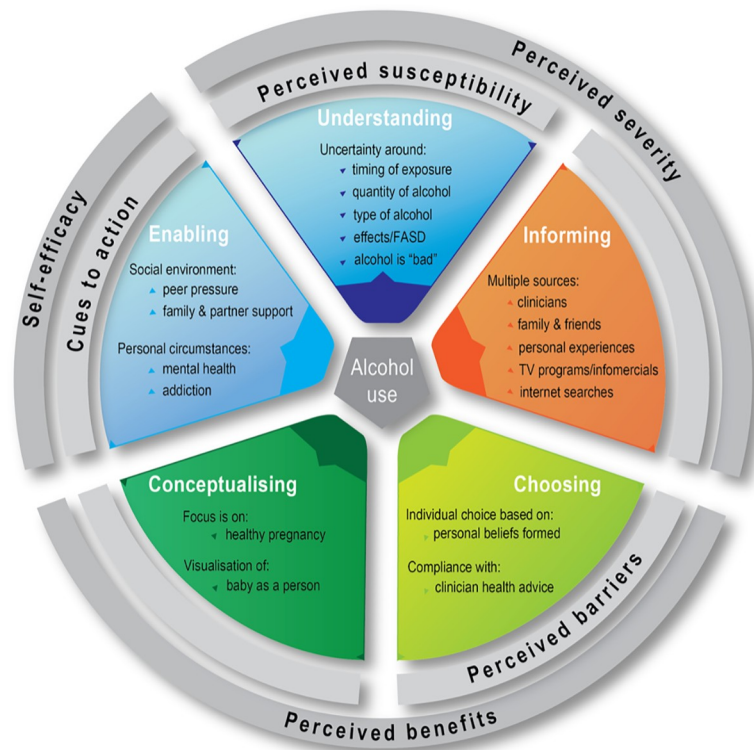 Perceived severity
Perceived susceptibility
Understanding
Uncertainty around:
timing of exposure
quantity of alcohol
type of alcohol
effects/FASD
alcohol is “bad”
Informing
Multiple sources:
clinicians
family & friends
personal experiences
TV programs/infomercials
internet searches
Choosing
Individual choice based on:
personal beliefs formed
Compliance with:
clinician health advice
Perceived barriers
Perceived benefits
Conceptualising
Focus is on:
healthy pregnancy
Visualisation of:
baby as a person
Self-efficacy
Cues to action
Enabling
Social environment:
peer pressure
family & partner support
Personal circumstances:
mental health
addiction
Alcohol
use